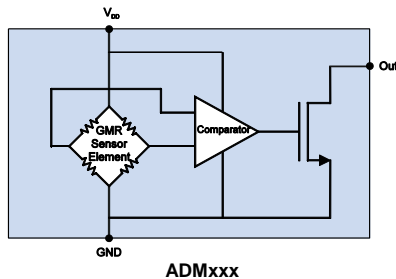 VDD
GMR
Sensor
Element
Comparator
Out
GND
ADMxxx